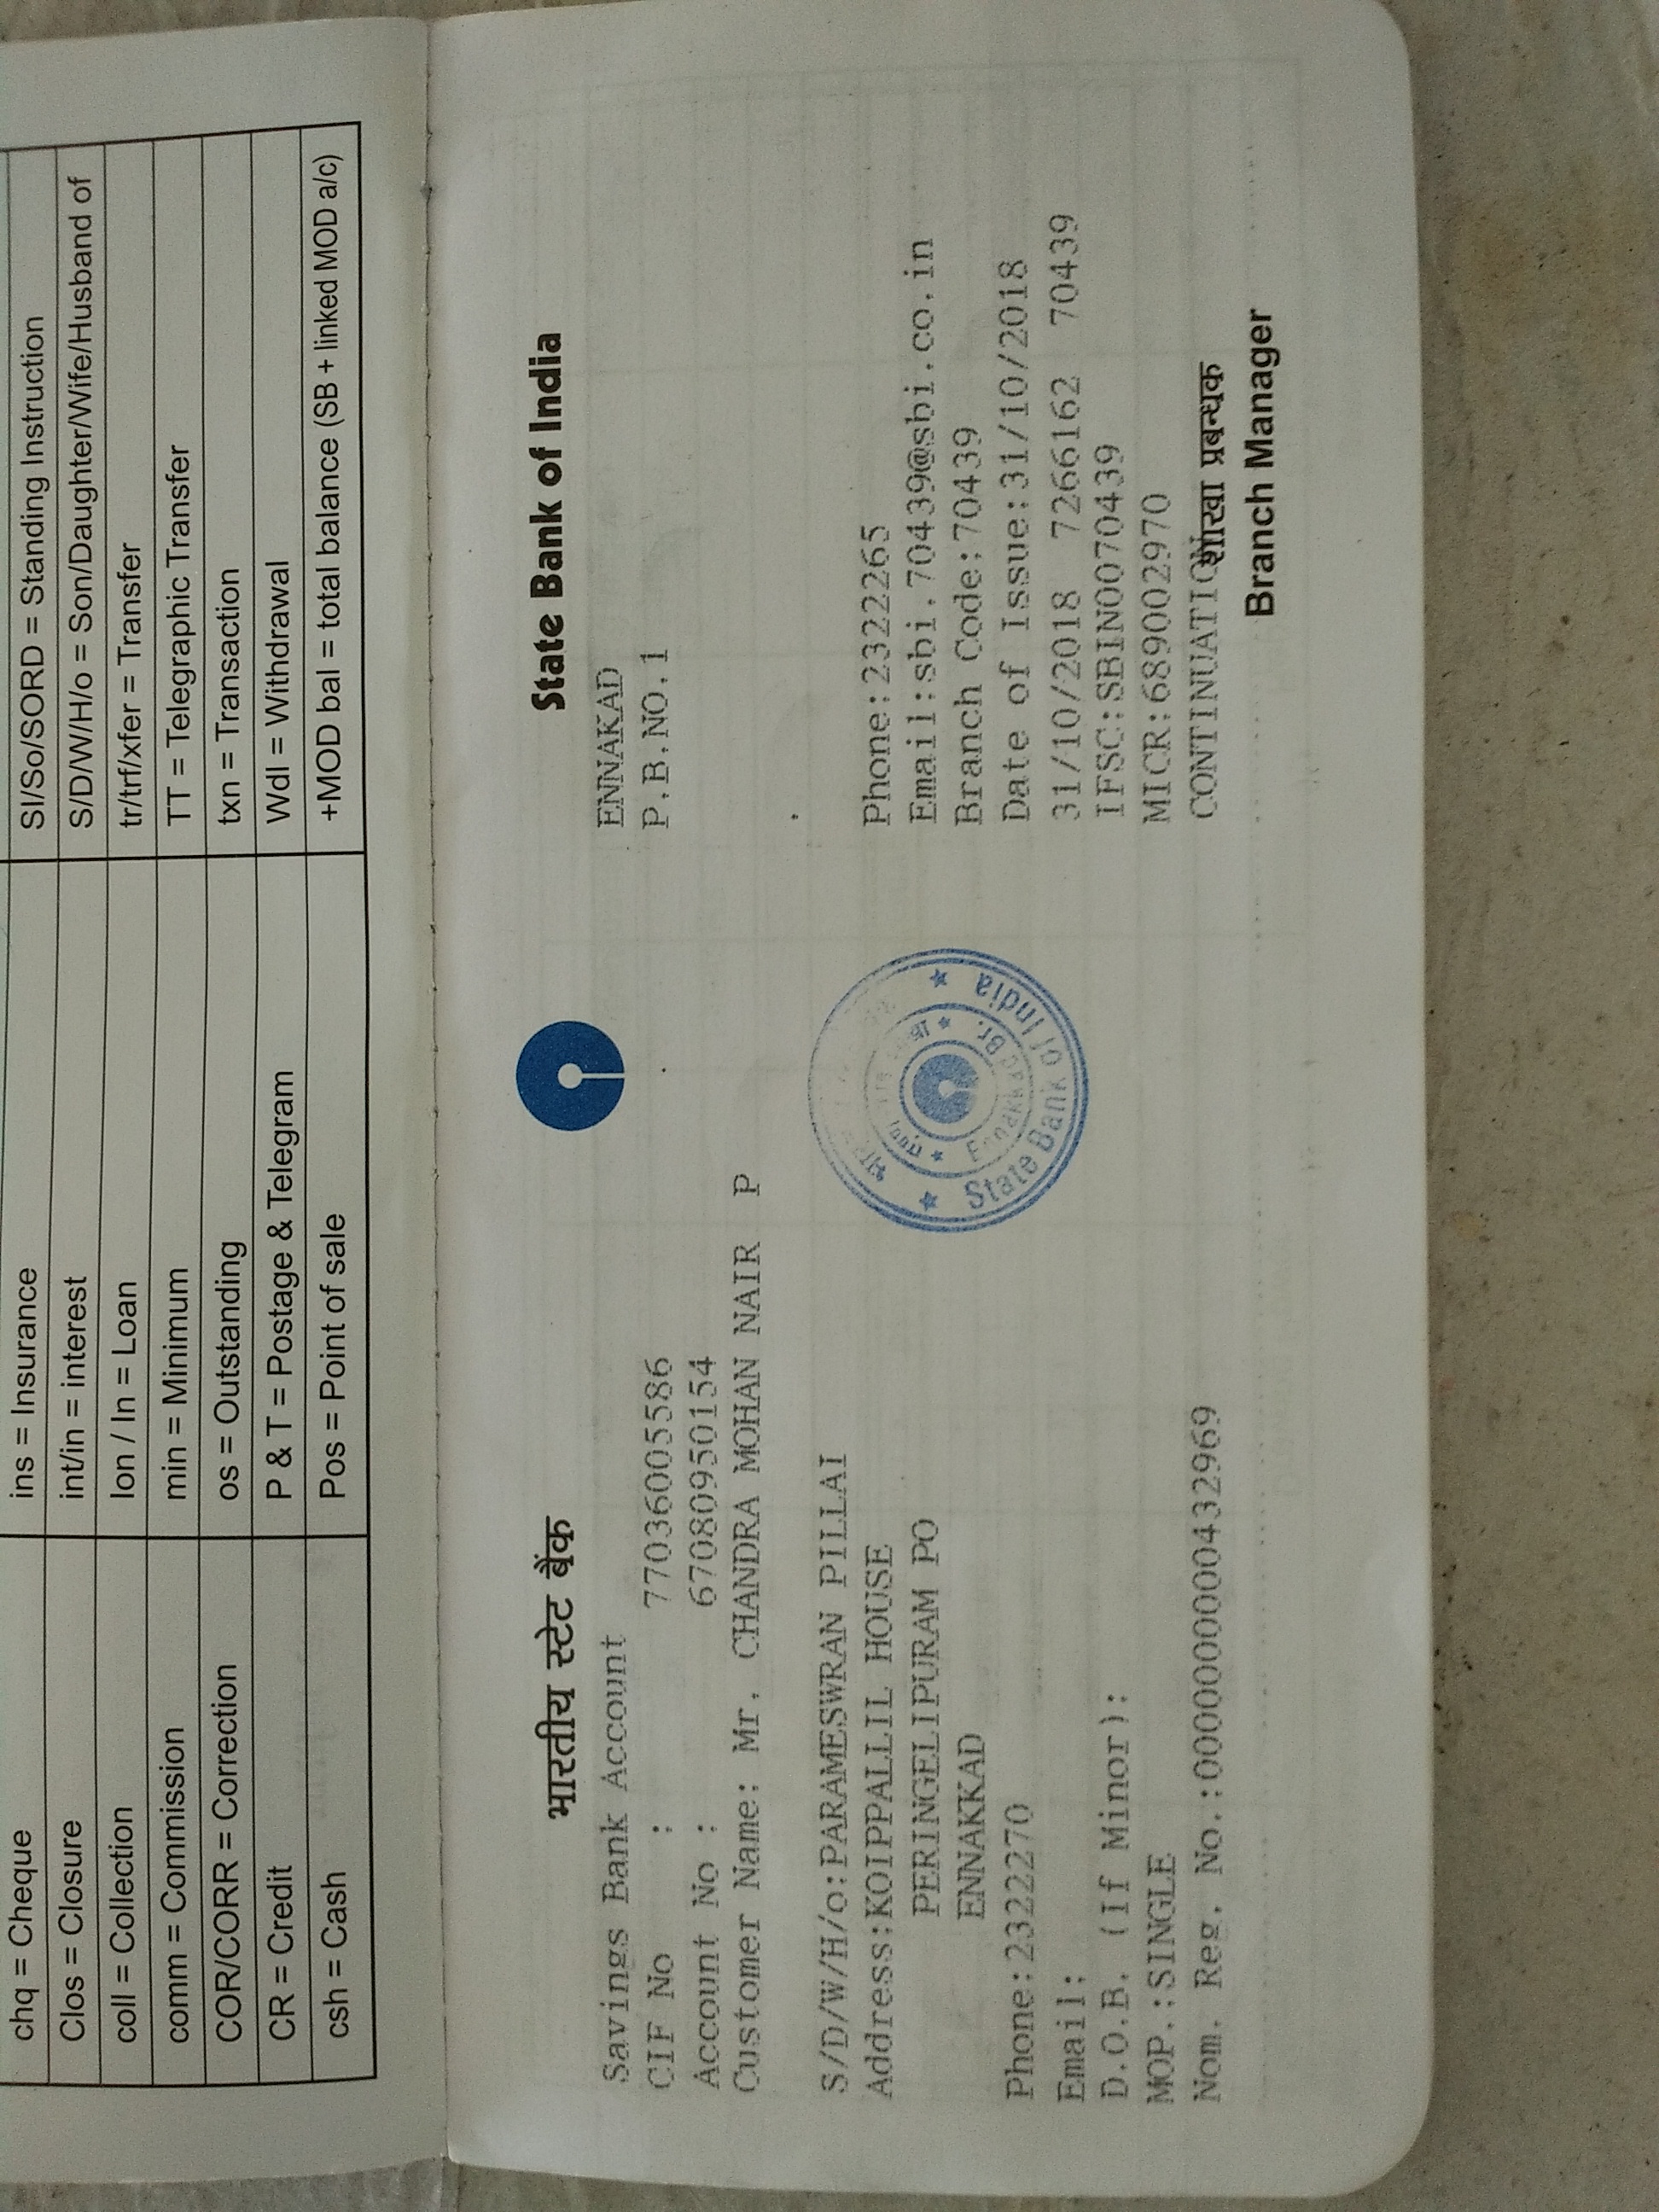 SI/So/SORD = Standing Instruction
S/D/W/H/o = Son/Daughter/Wife/Husband of
tr/trf/xfer = Transfer
TT = Telegraphic Transfer
txn = Transaction
Wdl = Withdrawal
+MOD bal = total balance (SB + linked MOD a/c)
ins = Insurance
int/in = interest
lon / ln = Loan
min = Minimum
os = Outstanding
P & T = Postage & Telegram
Pos = Point of sale
chq = Cheque
Clos = Closure
coll = Collection
comm = Commission
COR/CORR = Correction
CR = Credit
csh = Cash
भारतीय स्टेट बैंक
State Bank of India
Savings Bank Account
CIF No : 77036005586
Account No : 67080950154
Customer Name: Mr. CHANDRA MOHAN NAIR P
S/D/W/H/o:PARAMESWRAN PILLAI
Address:KOIPPALLIL HOUSE
PERINGELIPURAM PO
ENNAKKAD
Phone:2322270
Email:
D.O.B. (If Minor):
MOP.:SINGLE
Nom. Reg. No.:0000000000432969
ENNAKAD
P.B.NO.1
Phone:2322265
Email:sbi.70439@sbi.co.in
Branch Code:70439
Date of Issue:31/10/2018
31/10/2018 7266162 70439
IFSC:SBIN0070439
MICR:689002970
CONTINUATION
शाखा प्रबन्धक
Branch Manager
State Bank of India
Ennakkad Br.